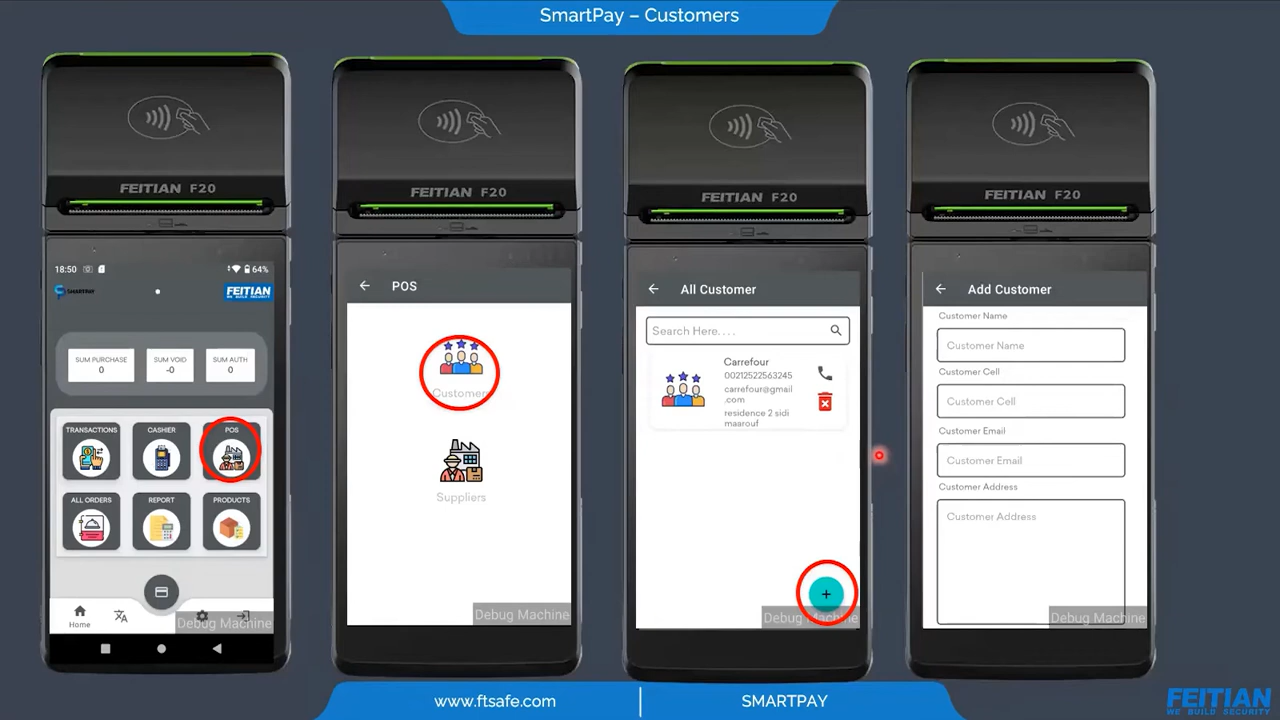 SmartPay – Customers
FEITIAN F20
18:50
64%
SMARTPAY
FEITIAN
WE BUILD SECURITY
SUM PURCHASE
0
SUM VOID
-0
SUM AUTH
0
TRANSACTIONS
CASHIER
POS
ALL ORDERS
REPORT
PRODUCTS
Home
Debug Machine
FEITIAN F20
POS
Customers
Suppliers
Debug Machine
FEITIAN F20
All Customer
Search Here. . . .
Carrefour
00212522563245
carrefour@gmail
.com
residence 2 sidi
maarouf
Debug Machine
FEITIAN F20
Add Customer
Customer Name
Customer Name
Customer Cell
Customer Cell
Customer Email
Customer Email
Customer Address
Customer Address
Debug Machine
www.ftsafe.com
SMARTPAY
FEITIAN
WE BUILD SECURITY